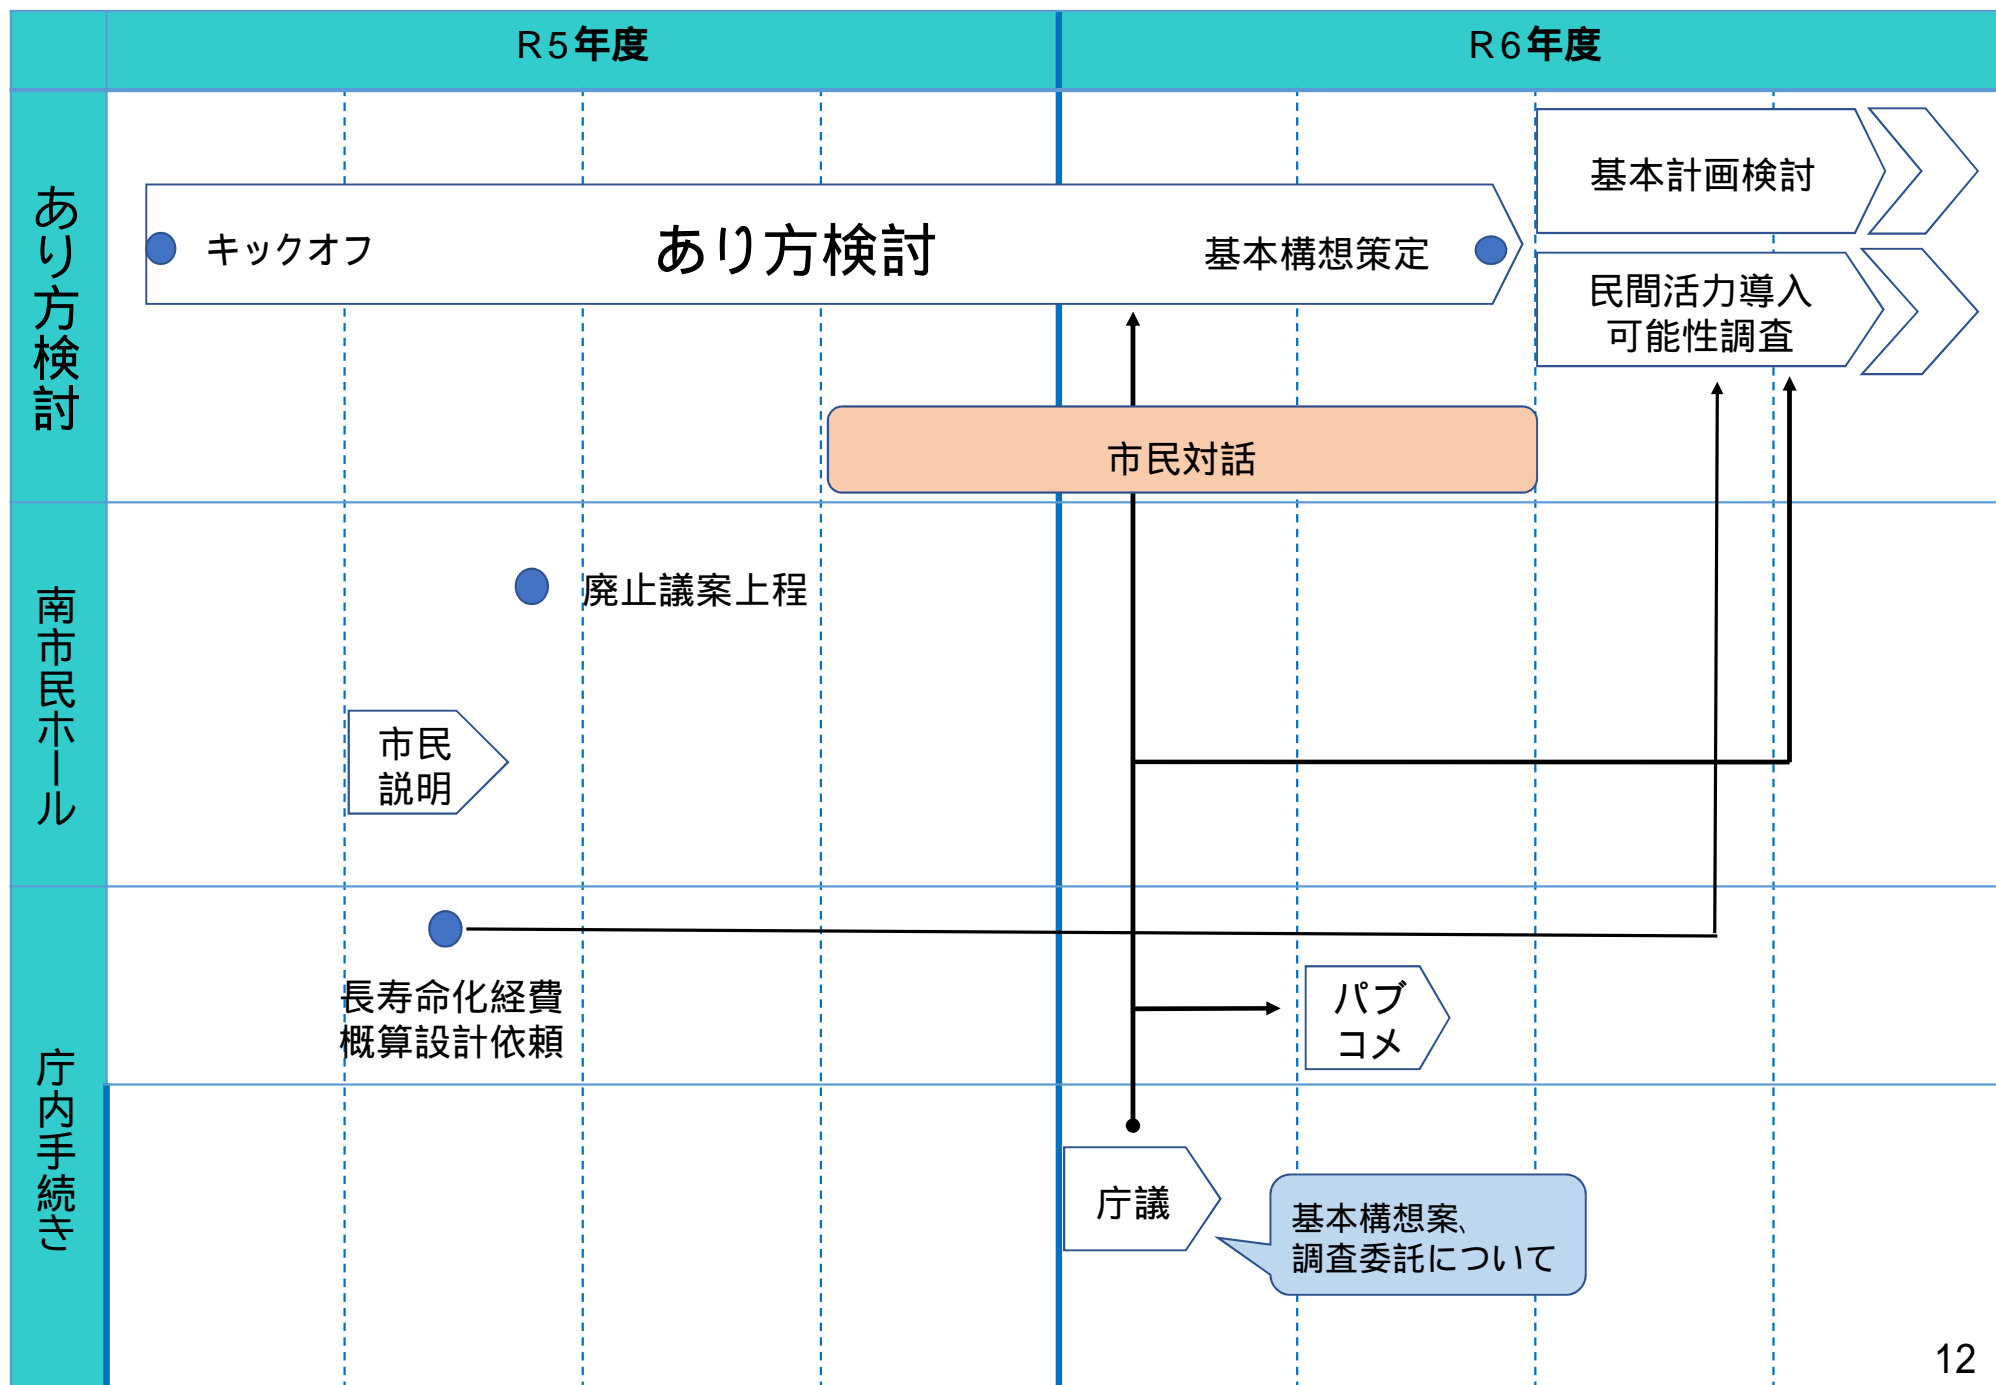 R5年度
R6年度
あり方検討
キックオフ
あり方検討
基本構想策定
基本計画検討
民間活力導入
可能性調査
市民対話
南市民ホール
廃止議案上程
市民
説明
庁内手続き
長寿命化経費
概算設計依頼
パブ
コメ
庁議
基本構想案、
調査委託について
12